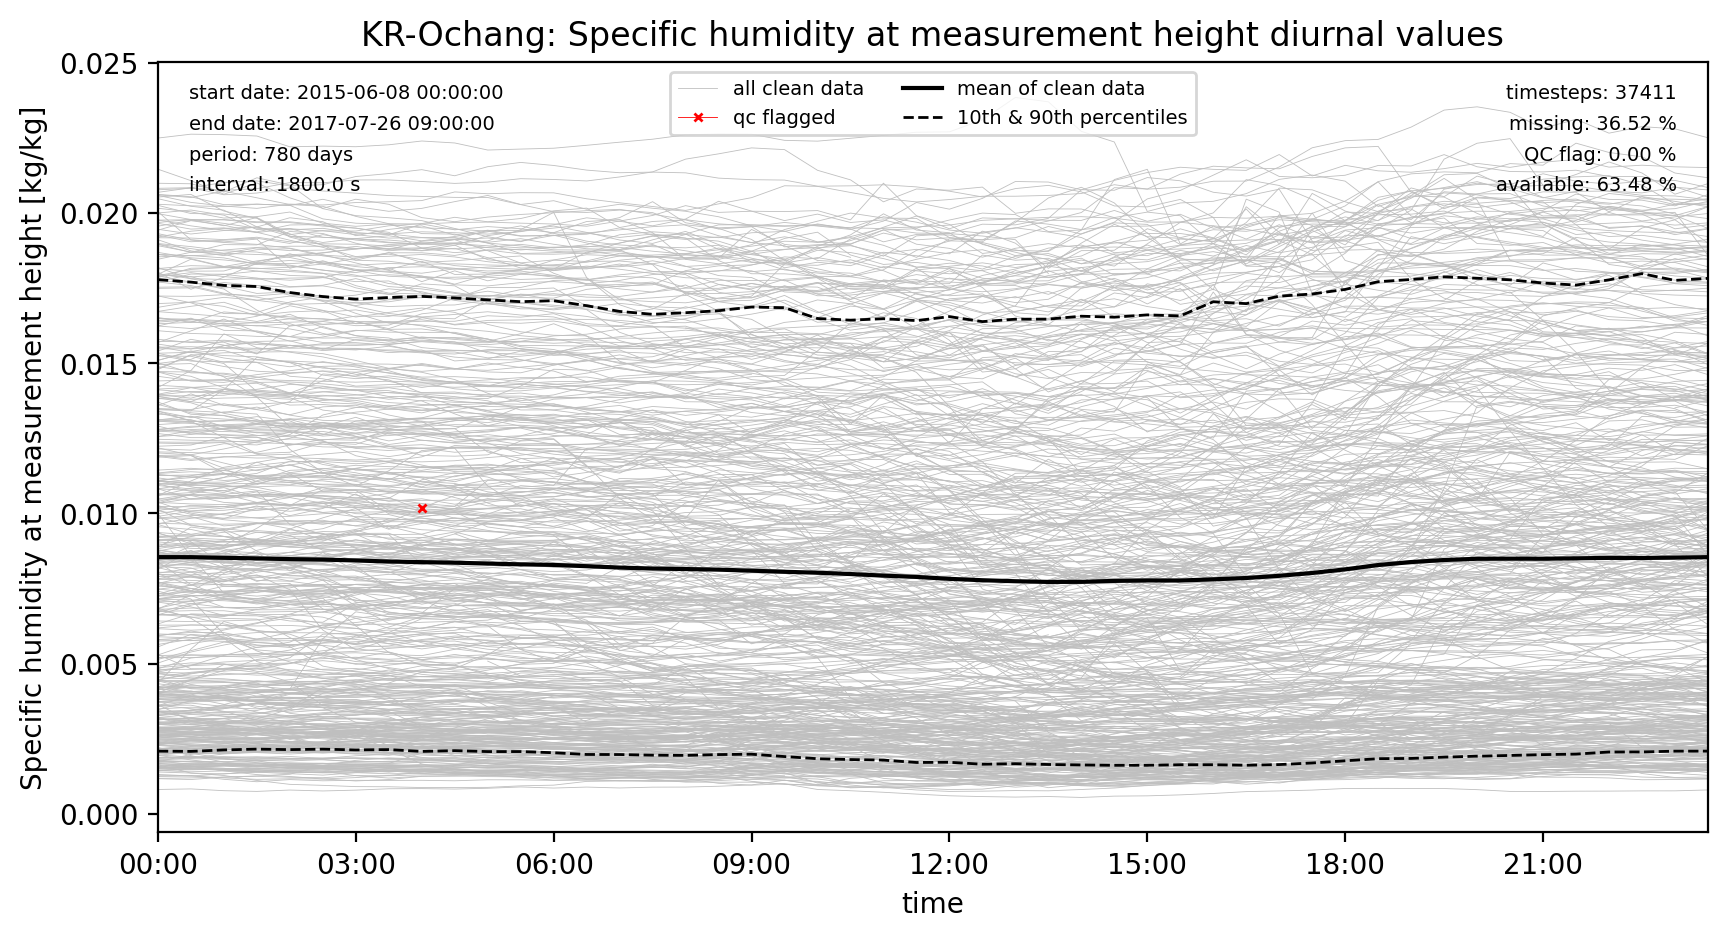 KR-Ochang: Specific humidity at measurement height diurnal values
start date: 2015-06-08 00:00:00
end date: 2017-07-26 09:00:00
period: 780 days
interval: 1800.0 s
all clean data
qc flagged
mean of clean data
10th & 90th percentiles
timesteps: 37411
missing: 36.52 %
QC flag: 0.00 %
available: 63.48 %
Specific humidity at measurement height [kg/kg]
0.025
0.020
0.015
0.010
0.005
0.000
00:00 03:00 06:00 09:00 12:00 15:00 18:00 21:00
time